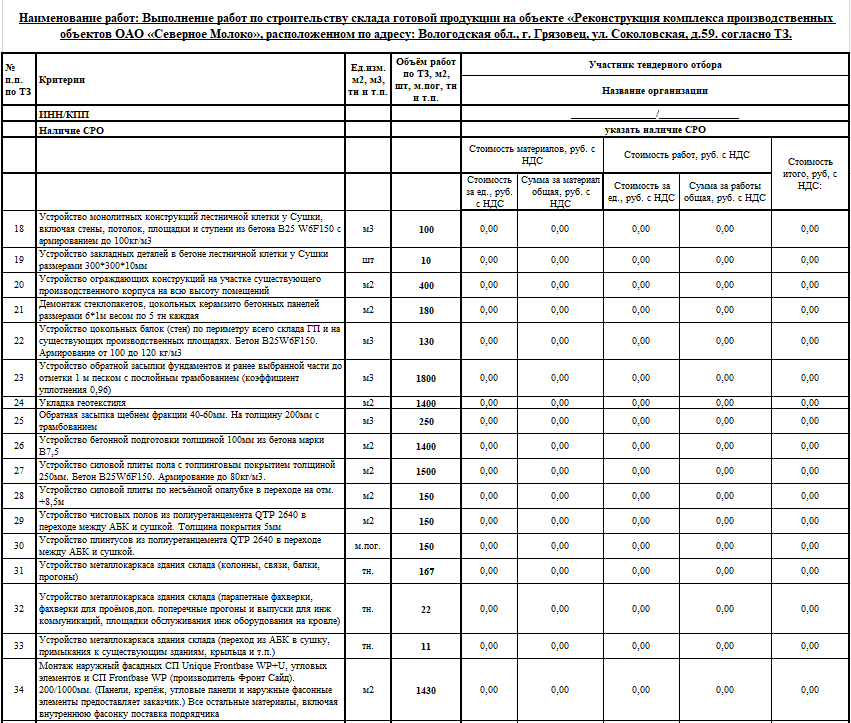 Наименование работ: Выполнение работ по строительству склада готовой продукции на объекте «Реконструкция комплекса производственных
объектов ОАО «Северное Молоко», расположенном по адресу: Вологодская обл., г. Грязовец, ул. Соколовская, д.59. согласно ТЗ.
№
п.п.
по ТЗ
Критерии
Ед.изм.
м2, м3,
тн и т.п.
Объём работ
по ТЗ, м2,
шт, м.пог, тн
и т.п.
Участник тендерного отбора
Название организации
ИНН/КПП
________________/________________
Наличие СРО
указать наличие СРО
Стоимость материалов, руб. с
НДС
Стоимость работ, руб. с НДС
Стоимость
итого, руб, с
НДС:
Стоимость
за ед., руб.
с НДС
Сумма за материал
общая, руб. с
НДС
Стоимость за
ед., руб. с НДС
Сумма за работы
общая, руб. с НДС
18
Устройство монолитных конструкций лестничной клетки у Сушки,
включая стены, потолок, площадки и ступени из бетона В25 W6F150 с
армированием до 100кг/м3
м3 100 0,00 0,00 0,00 0,00 0,00
19
Устройство закладных деталей в бетоне лестничной клетки у Сушки
размерами 300*300*10мм
шт 10 0,00 0,00 0,00 0,00 0,00
20
Устройство ограждающих конструкций на участке существующего
производственного корпуса на всю высоту помещений
м2 400 0,00 0,00 0,00 0,00 0,00
21
Демонтаж стеклопакетов, цокольных керамзито бетонных панелей
размерами 6*1м весом по 5 тн каждая
м2 180 0,00 0,00 0,00 0,00 0,00
22
Устройство цокольных балок (стен) по периметру всего склада ГП и на
существующих производственных площадях. Бетон В25W6F150.
Армирование от 100 до 120 кг/м3
м3 130 0,00 0,00 0,00 0,00 0,00
23
Устройство обратной засыпки фундаментов и ранее выбранной части до
отметки 1 м песком с послойным трамбованием (коэффициент
уплотнения 0,96)
м3 1800 0,00 0,00 0,00 0,00 0,00
24 Укладка геотекстиля м2 1400 0,00 0,00 0,00 0,00 0,00
25
Обратная засыпка щебнем фракции 40-60мм. На толщину 200мм с
трамбованием
м3 250 0,00 0,00 0,00 0,00 0,00
26
Устройство бетонной подготовки толщиной 100мм из бетона марки
В7,5
м2 1400 0,00 0,00 0,00 0,00 0,00
27
Устройство силовой плиты пола с топпинговым покрытием толщиной
250мм. Бетон В25W6F150. Армирование до 80кг/м3.
м2 1500 0,00 0,00 0,00 0,00 0,00
28
Устройство силовой плиты по несъёмной опалубке в переходе на отм.
+8,5м
м2 150 0,00 0,00 0,00 0,00 0,00
29
Устройство чистовых полов из полиуретанцемента QTP 2640 в
переходе между АБК и сушкой. Толщина покрытия 5мм
м2 150 0,00 0,00 0,00 0,00 0,00
30
Устройство плинтусов из полиуретанцемента QTP 2640 в переходе
между АБК и сушкой.
м.пог. 150 0,00 0,00 0,00 0,00 0,00
31
Устройство металлокаркаса здания склада (колонны, связи, балки,
прогоны)
тн. 167 0,00 0,00 0,00 0,00 0,00
32
Устройство металлокаркаса здания склада (парапетные фахверки,
фахверки для проёмов,доп. поперечные прогоны и выпуски для инж
коммуникаций, площадки обслуживания инж оборудования на кровле)
тн. 22 0,00 0,00 0,00 0,00 0,00
33
Устройство металлокаркаса здания склада (переход из АБК в сушку,
примыкания к существующим зданиям, крыльца и т.п.)
тн. 11 0,00 0,00 0,00 0,00 0,00
34
Монтаж наружный фасадных СП Unique Frontbase WP+U, угловых
элементов и СП Frontbase WP (производитель Фронт Сайд).
200/1000мм. (Панели, крепёж, угловые панели и наружные фасонные
элементы предоставляет заказчик.) Все остальные материалы, включая
внутреннюю фасонку поставка подрядчика
м2 1430 0,00 0,00 0,00 0,00 0,00